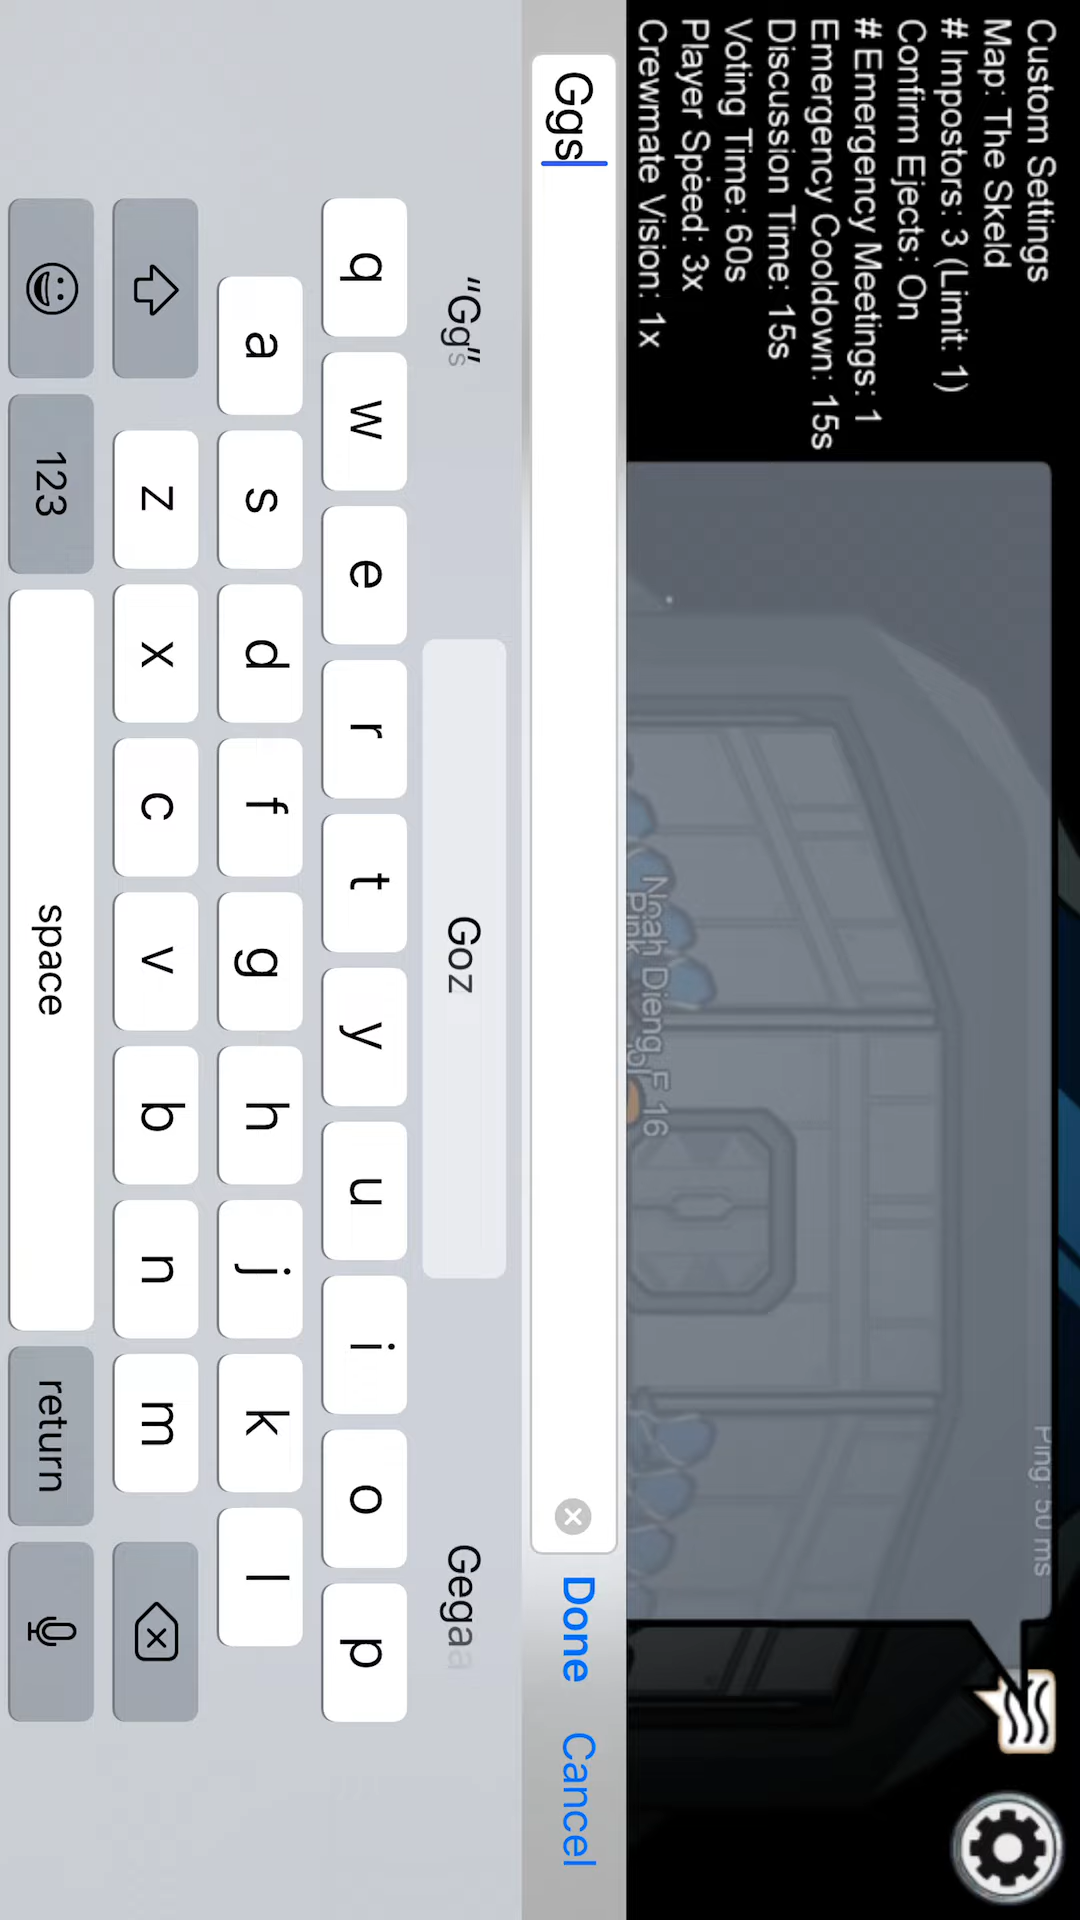 Custom Settings
Map: The Skeld
# Impostors: 3 (Limit: 1)
Confirm Ejects: On
# Emergency Meetings: 1
Emergency Cooldown: 15s
Discussion Time: 15s
Voting Time: 60s
Player Speed: 3x
Crewmate Vision: 1x
Ping: 50 ms
Noah Dieng F 16
Pink
Ggs
Done
Cancel
"Ggs"
Goz
Gega
q w e r t y u i o p
a s d f g h j k l
z x c v b n m
123
space
return